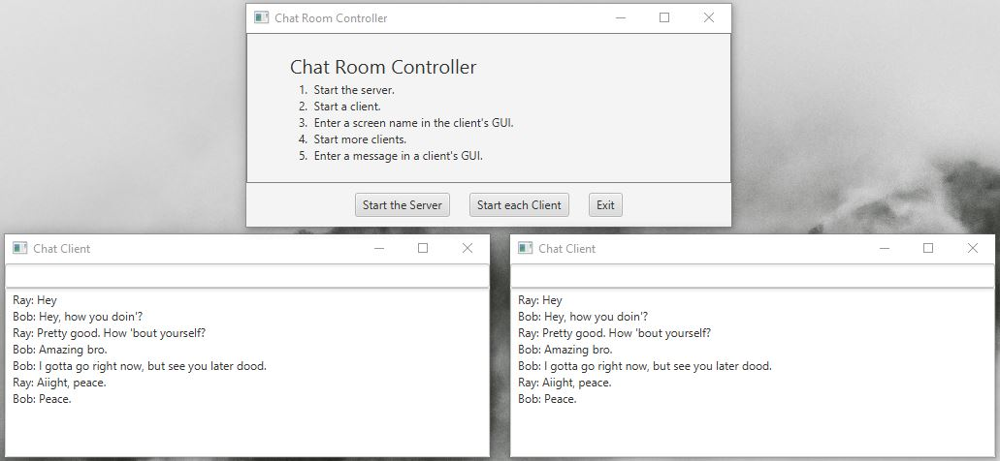 Chat Room Controller
Chat Room Controller
1. Start the server.
2. Start a client.
3. Enter a screen name in the client's GUI.
4. Start more clients.
5. Enter a message in a client's GUI.
Start the Server Start each Client Exit
Chat Client
Ray: Hey
Bob: Hey, how you doin'?
Ray: Pretty good. How 'bout yourself?
Bob: Amazing bro.
Bob: I gotta go right now, but see you later dood.
Ray: Aiight, peace.
Bob: Peace.
Chat Client
Ray: Hey
Bob: Hey, how you doin'?
Ray: Pretty good. How 'bout yourself?
Bob: Amazing bro.
Bob: I gotta go right now, but see you later dood.
Ray: Aiight, peace.
Bob: Peace.